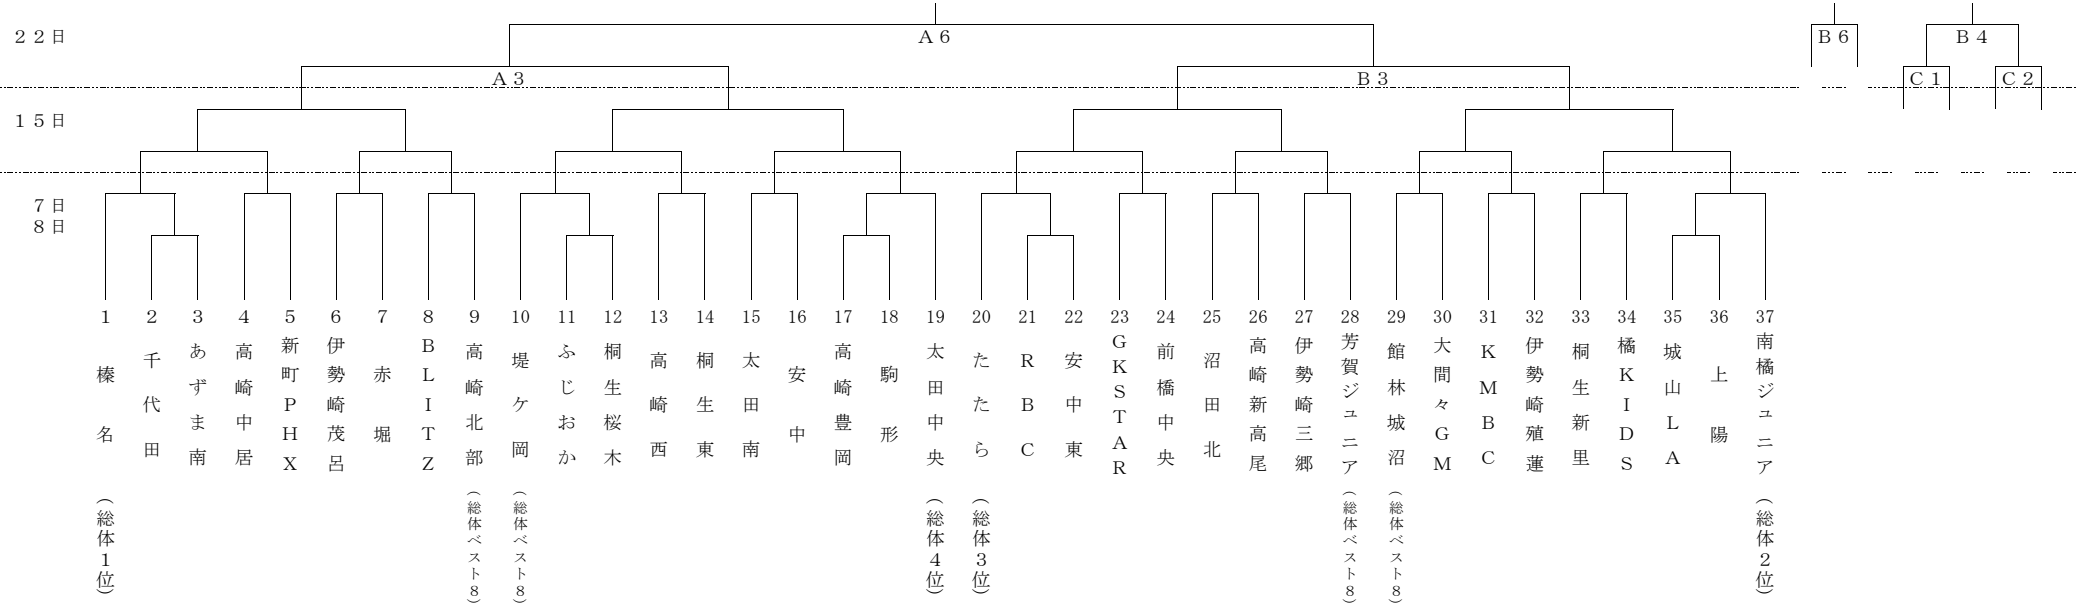 ２２日
Ａ６
Ｂ６
Ｂ４
Ａ３
Ｂ３
Ｃ１
Ｃ２
１５日
７日
８日
1 榛名 （総体１位）
2 千代田
3 あずま南
4 高崎中居
5 新町ＰＨＸ
6 伊勢崎茂呂
7 赤堀
8 ＢＬＩＴＺ
9 高崎北部 （総体ベスト８）
10 堤ケ岡 （総体ベスト８）
11 ふじおか
12 桐生桜木
13 高崎西
14 桐生東
15 太田南
16 安中
17 高崎豊岡
18 駒形
19 太田中央 （総体４位）
20 たたら （総体３位）
21 ＲＢＣ
22 安中東
23 ＧＫＳＴＡＲ
24 前橋中央
25 沼田北
26 高崎新高尾
27 伊勢崎三郷
28 芳賀ジュニア （総体ベスト８）
29 館林城沼 （総体ベスト８）
30 大間々ＧＭ
31 ＫＭＢＣ
32 伊勢崎殖蓮
33 桐生新里
34 橘ＫＩＤＳ
35 城山ＬＡ
36 上陽
37 南橘ジュニア （総体２位）